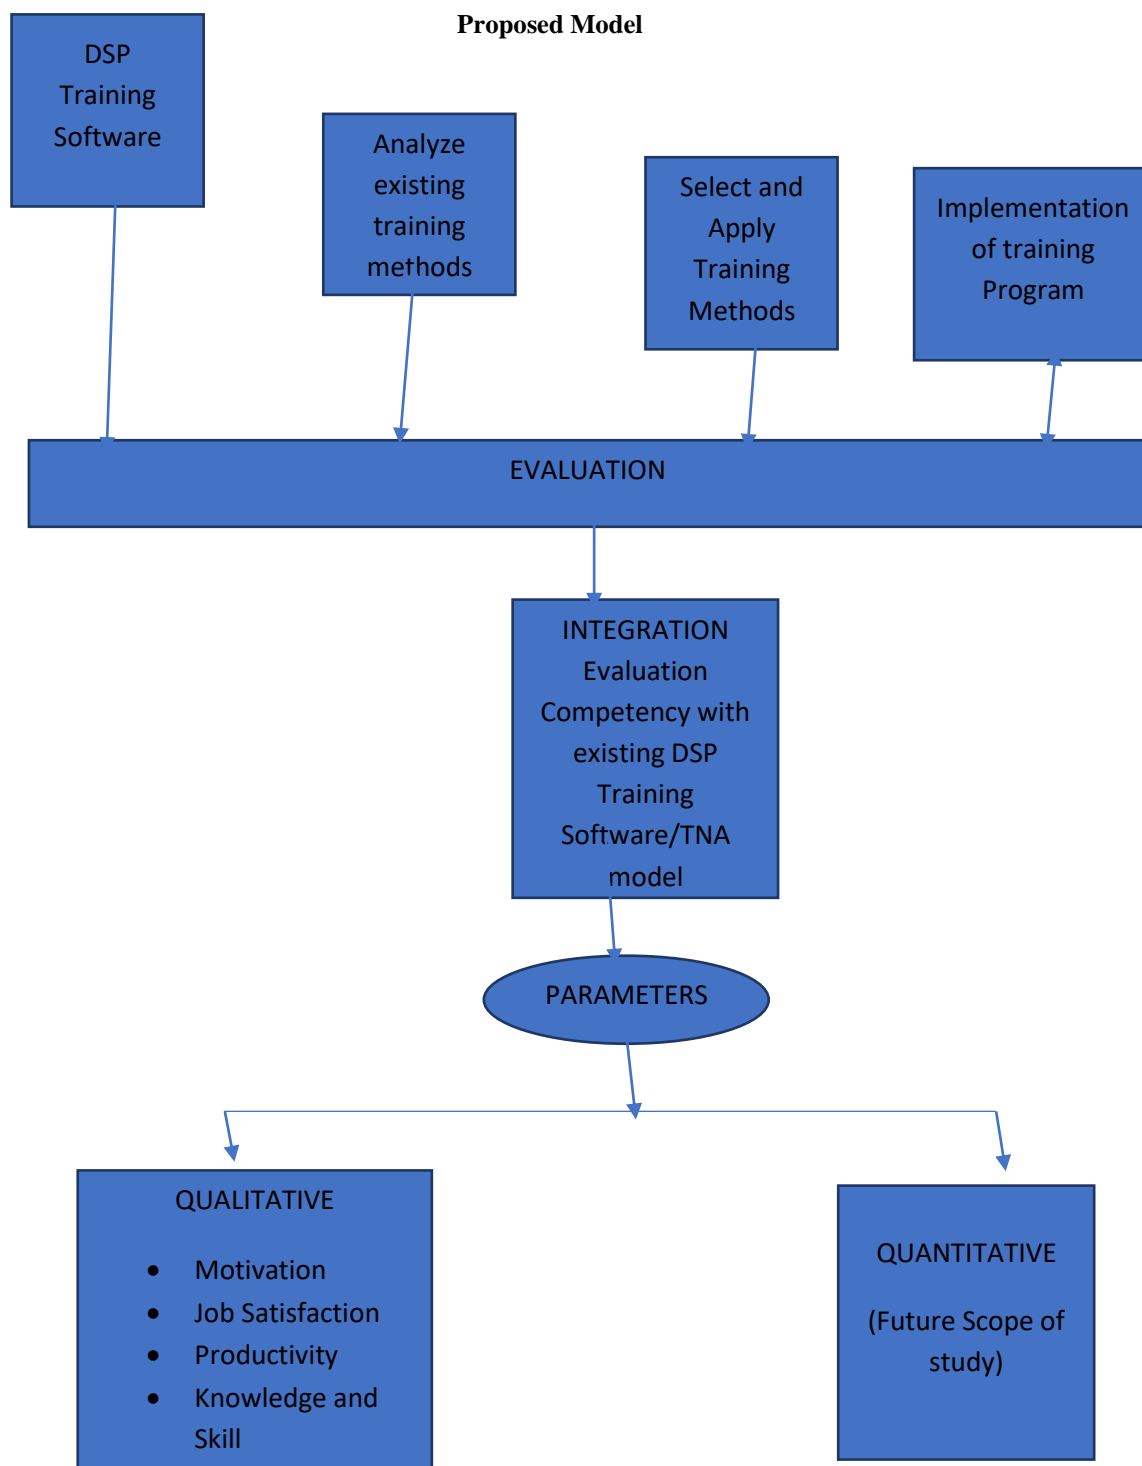 Proposed Model
DSP
Training
Software
Analyze
existing
training
methods
Select and
Apply
Training
Methods
Implementation
of training
Program
EVALUATION
INTEGRATION
Evaluation
Competency with
existing DSP
Training
Software/TNA
model
PARAMETERS
QUALITATIVE
• Motivation
• Job Satisfaction
• Productivity
• Knowledge and
Skill
QUANTITATIVE
(Future Scope of
study)